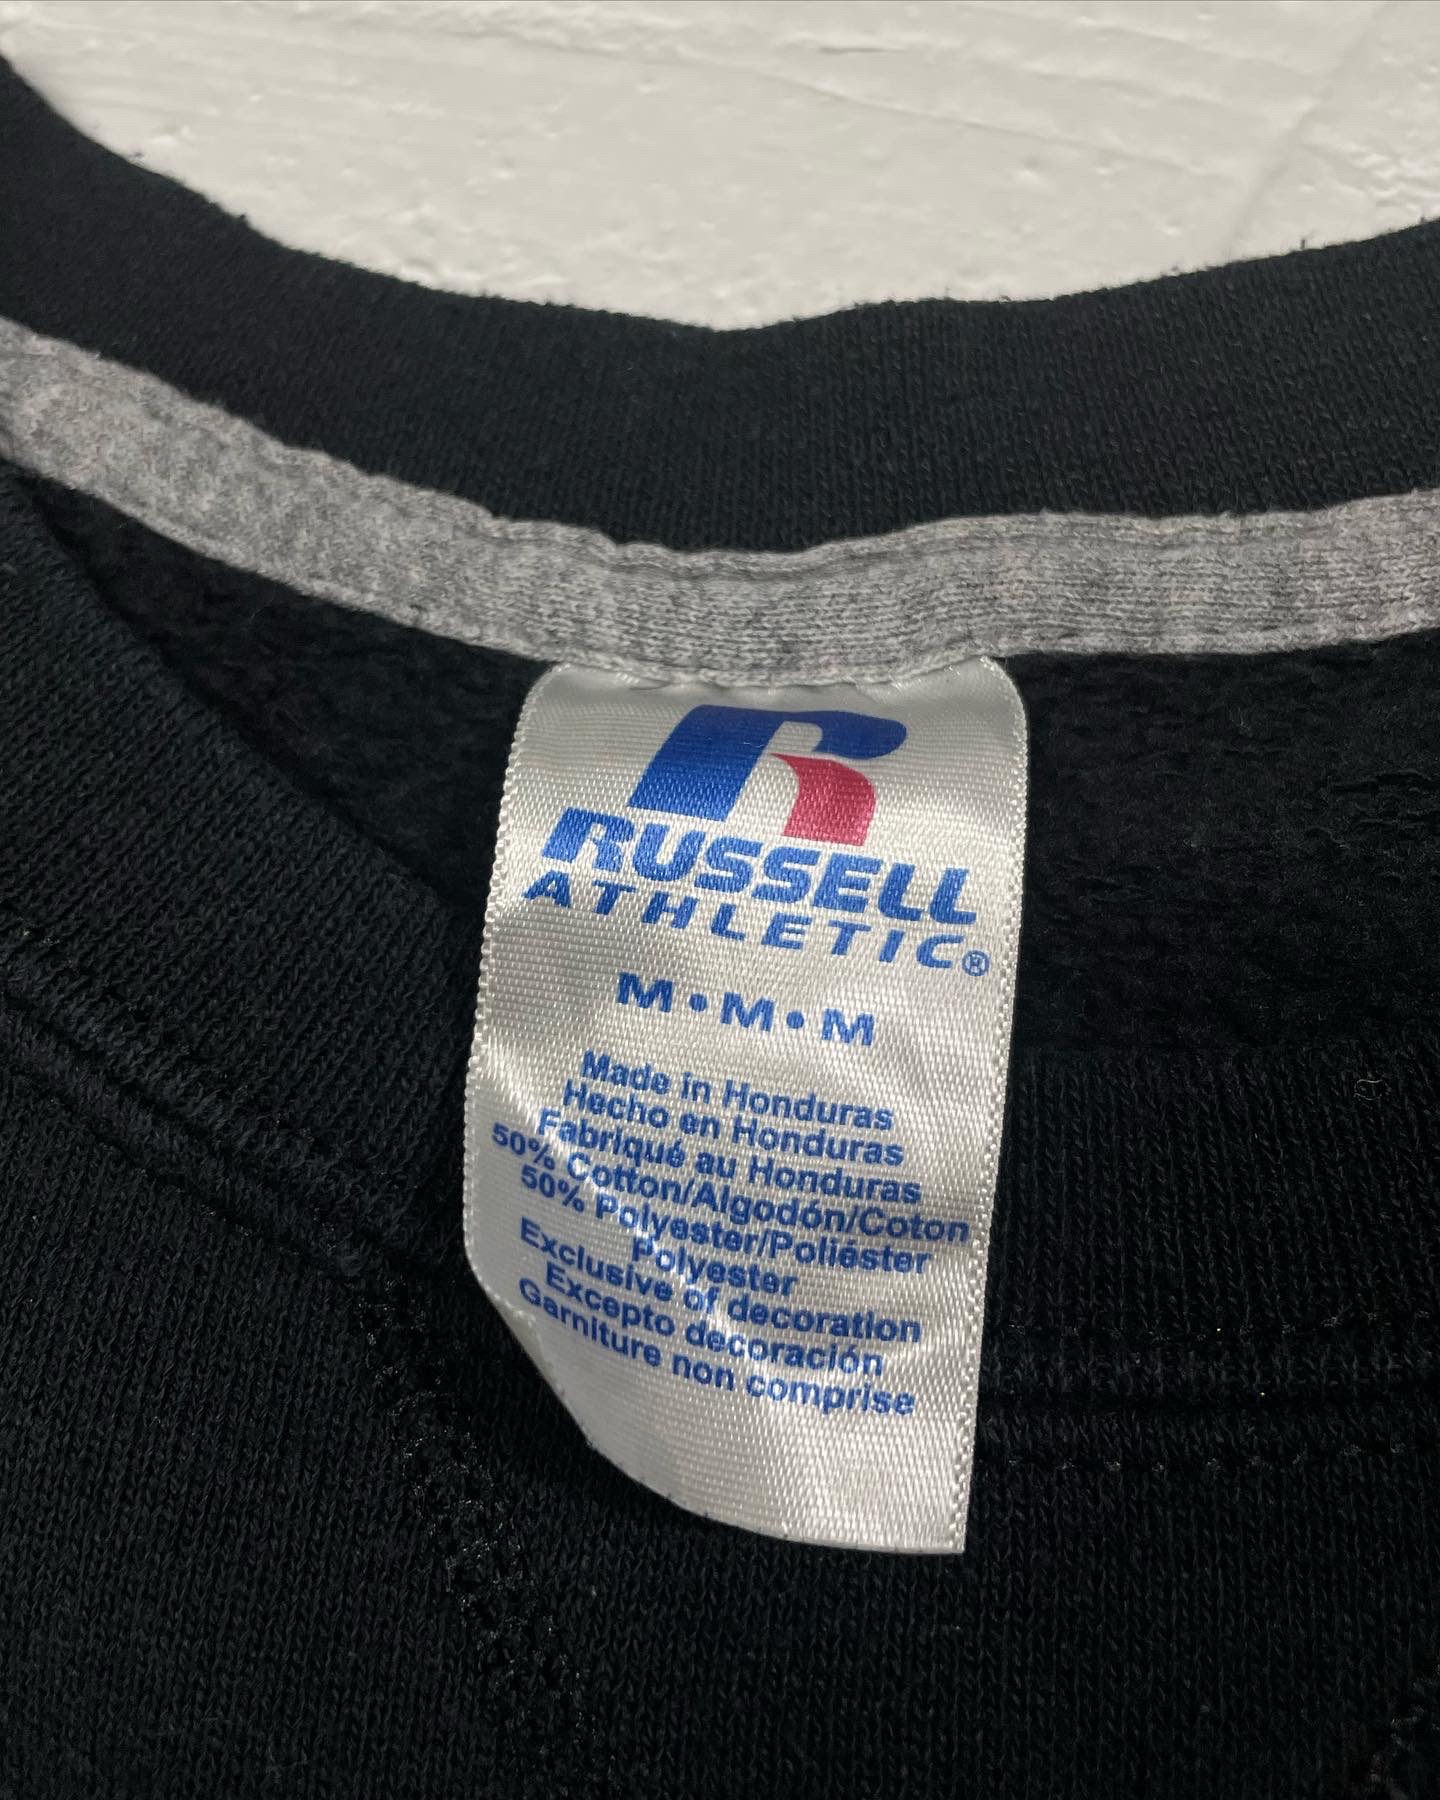 R
RUSSELL
ATHLETIC®
M•M•M
Made in Honduras
Hecho en Honduras
Fabriqué au Honduras
50% Cotton/Algodón/Coton
50% Polyester/Poliéster
Polyester
Exclusive of decoration
Excepto decoración
Garniture non comprise